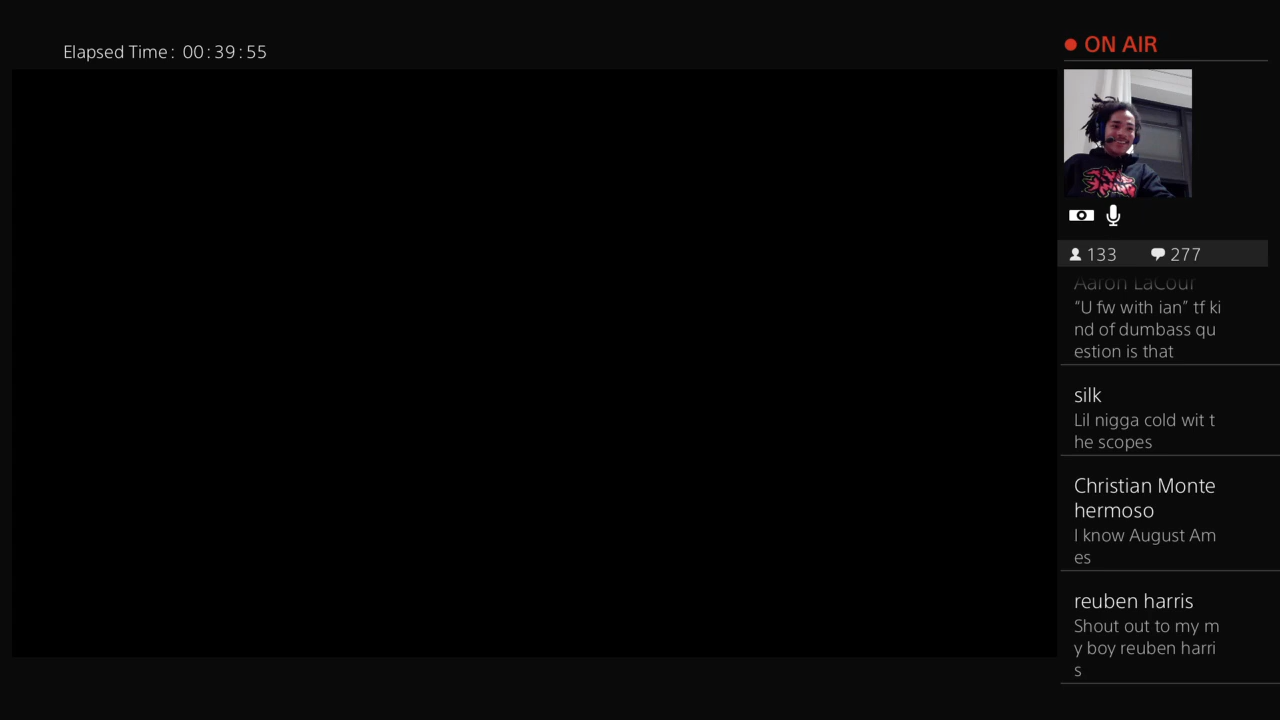 Elapsed Time: 00:39:55
ON AIR
133 277
Aaron LaCour
"U fw with ian" tf ki
nd of dumbass qu
estion is that
silk
Lil nigga cold wit t
he scopes
Christian Monte
hermoso
I know August Am
es
reuben harris
Shout out to my m
y boy reuben harri
s